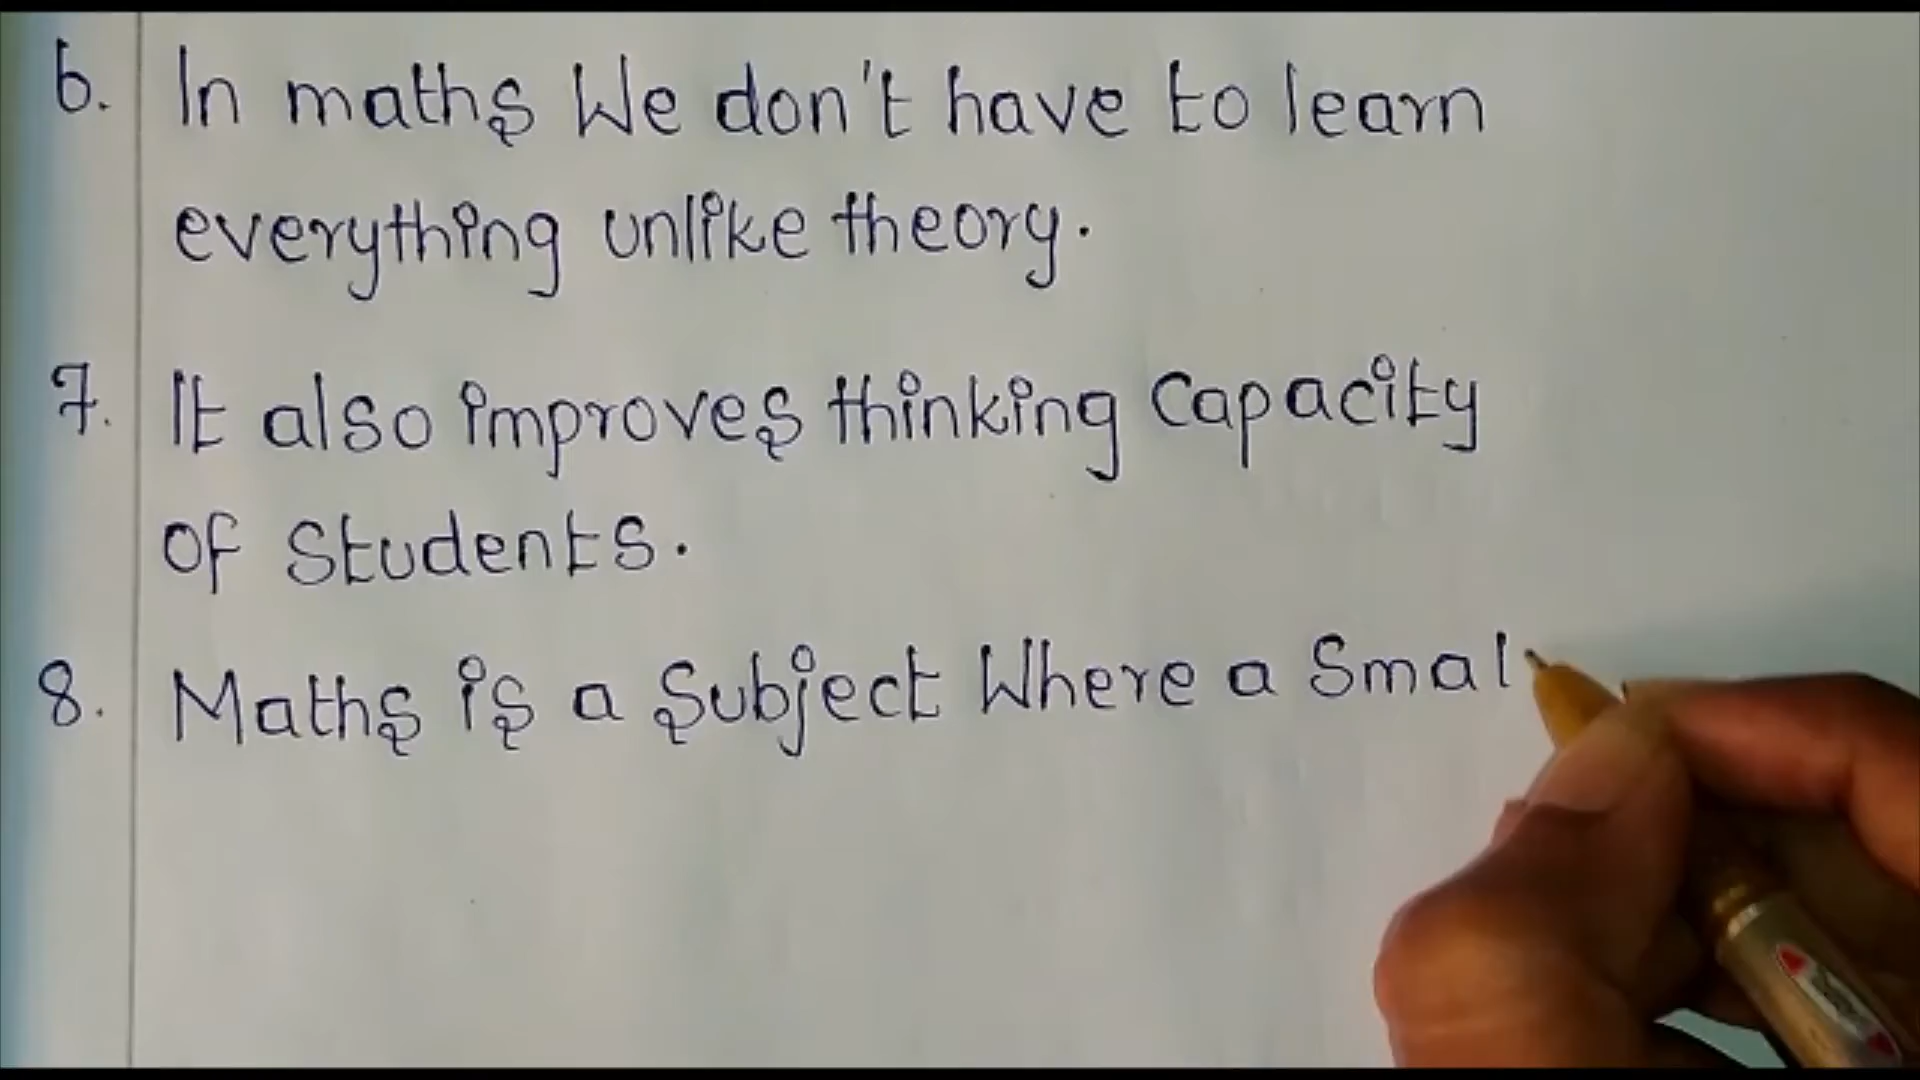 6. In maths We don't have to learn
everything unlike theory.
7. It also improves thinking Capacity
Of Students.
8. Maths is a Subject Where a Smal